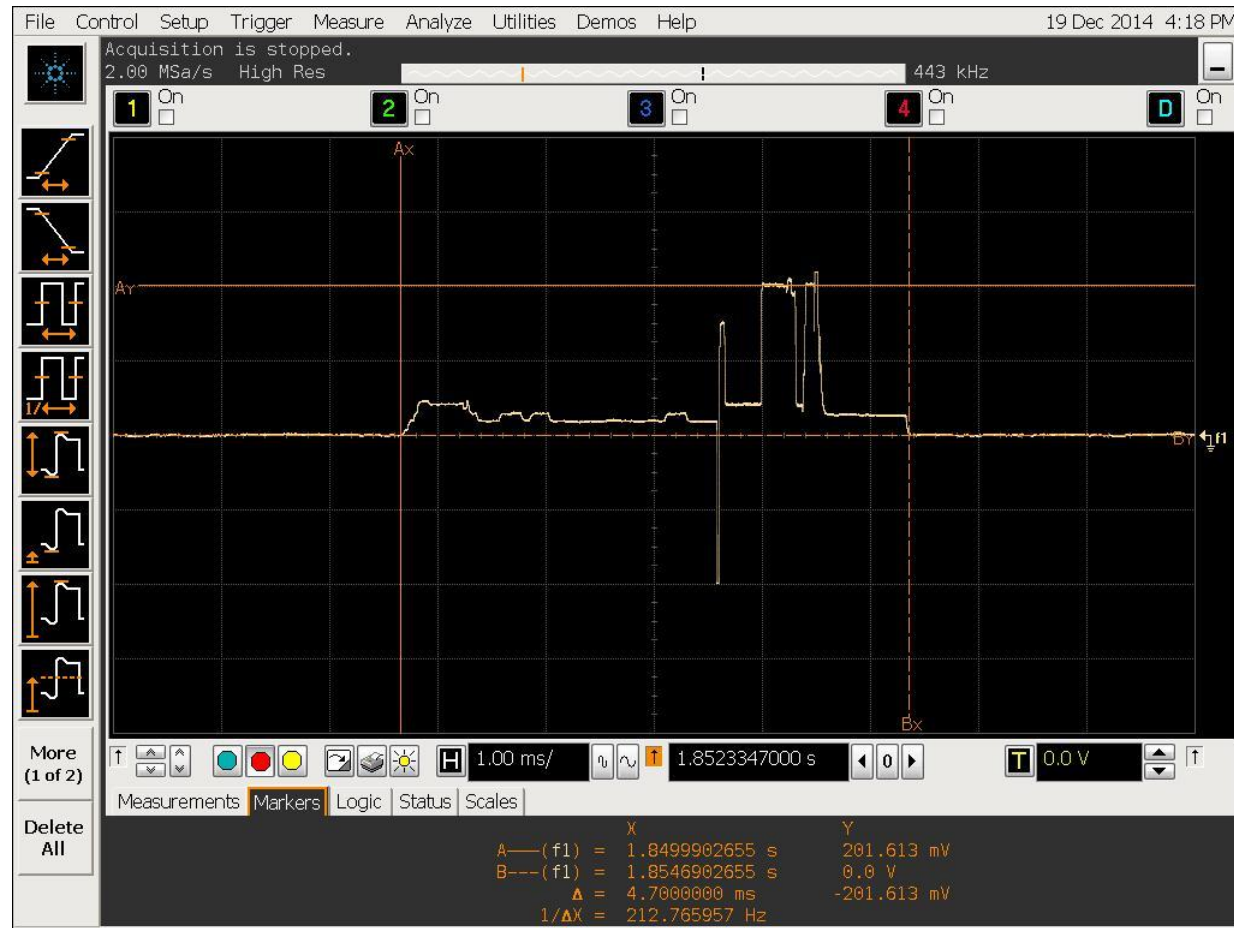 File Control Setup Trigger Measure Analyze Utilities Demos Help 19 Dec 2014 4:18 PM
Acquisition is stopped.
2.00 MSa/s High Res 443 kHz
1 On 2 On 3 On 4 On D On
Ax
AY
BY f1
1/
Bx
More
(1 of 2)
H 1.00 ms/ 1.8523347000 s 0 T 0.0 V
Measurements Markers Logic Status Scales
Delete
All
X Y
A——(f1) = 1.8499902655 s 201.613 mV
B---(f1) = 1.8546902655 s 0.0 V
Δ = 4.7000000 ms -201.613 mV
1/ΔX = 212.765957 Hz